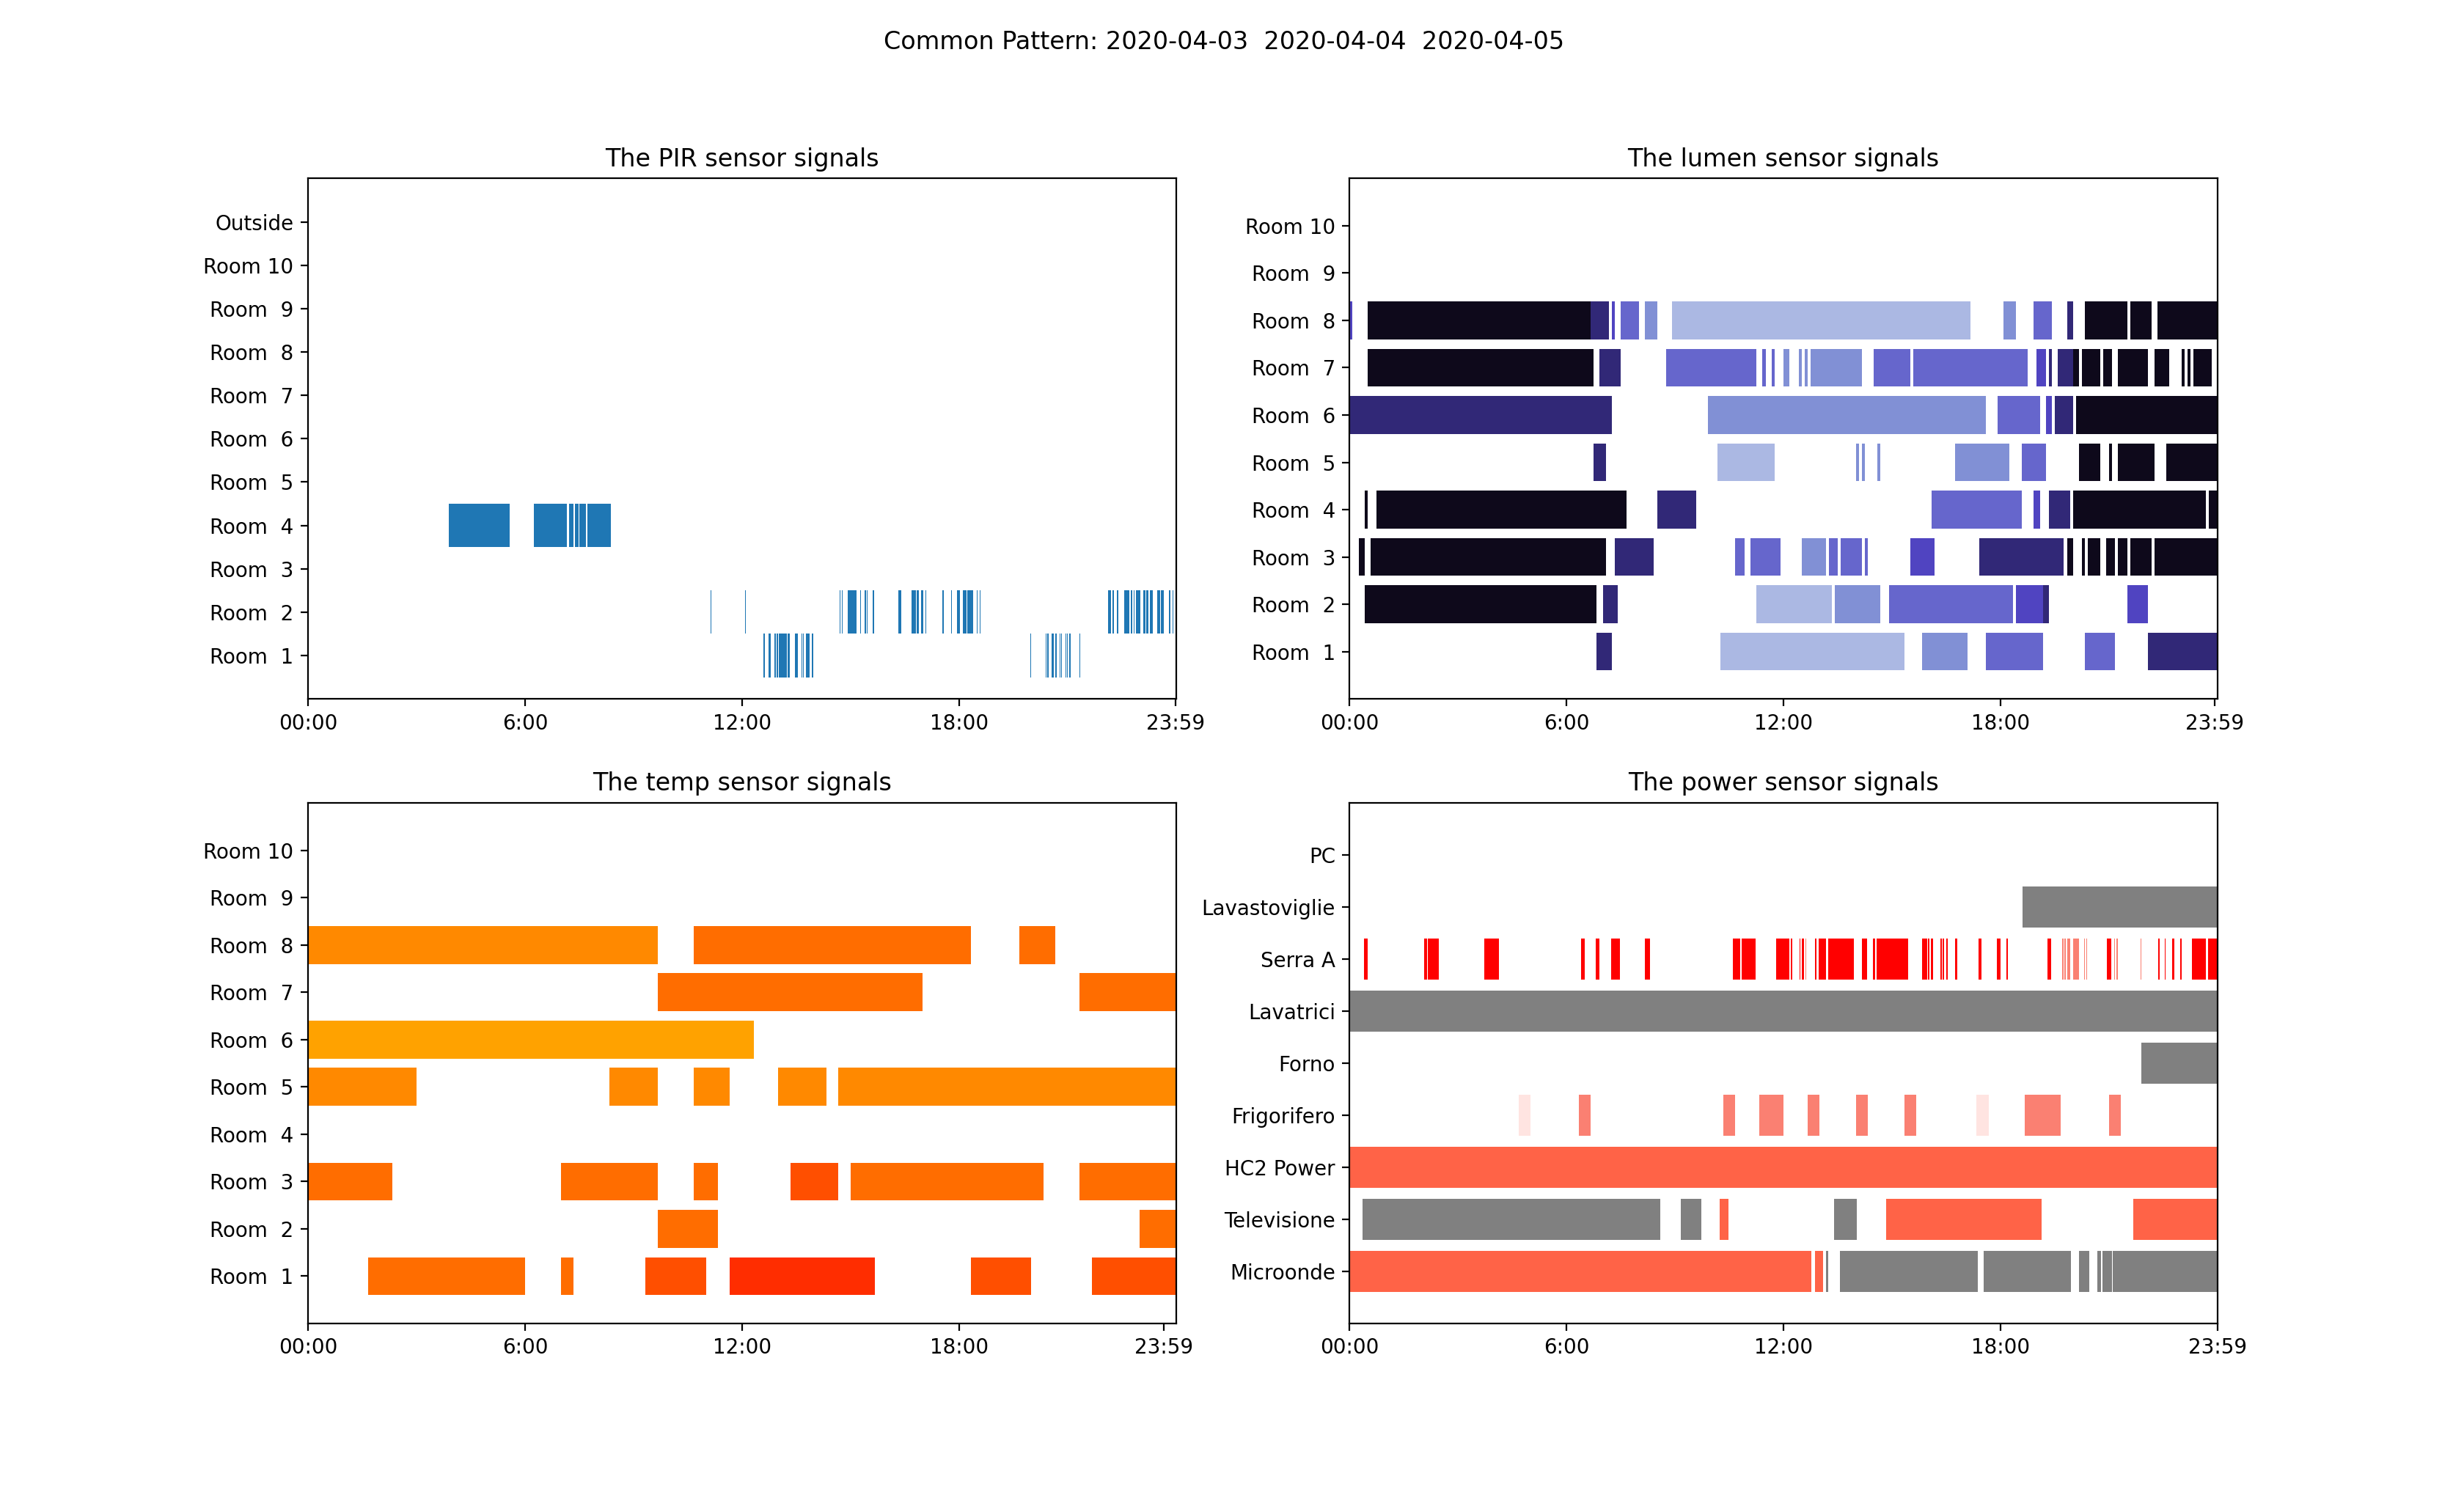 Common Pattern: 2020-04-03  2020-04-04  2020-04-05
The PIR sensor signals
Outside
Room 10
Room  9
Room  8
Room  7
Room  6
Room  5
Room  4
Room  3
Room  2
Room  1
00:00 6:00 12:00 18:00 23:59
The lumen sensor signals
Room 10
Room  9
Room  8
Room  7
Room  6
Room  5
Room  4
Room  3
Room  2
Room  1
00:00 6:00 12:00 18:00 23:59
The temp sensor signals
Room 10
Room  9
Room  8
Room  7
Room  6
Room  5
Room  4
Room  3
Room  2
Room  1
00:00 6:00 12:00 18:00 23:59
The power sensor signals
PC
Lavastoviglie
Serra A
Lavatrici
Forno
Frigorifero
HC2 Power
Televisione
Microonde
00:00 6:00 12:00 18:00 23:59